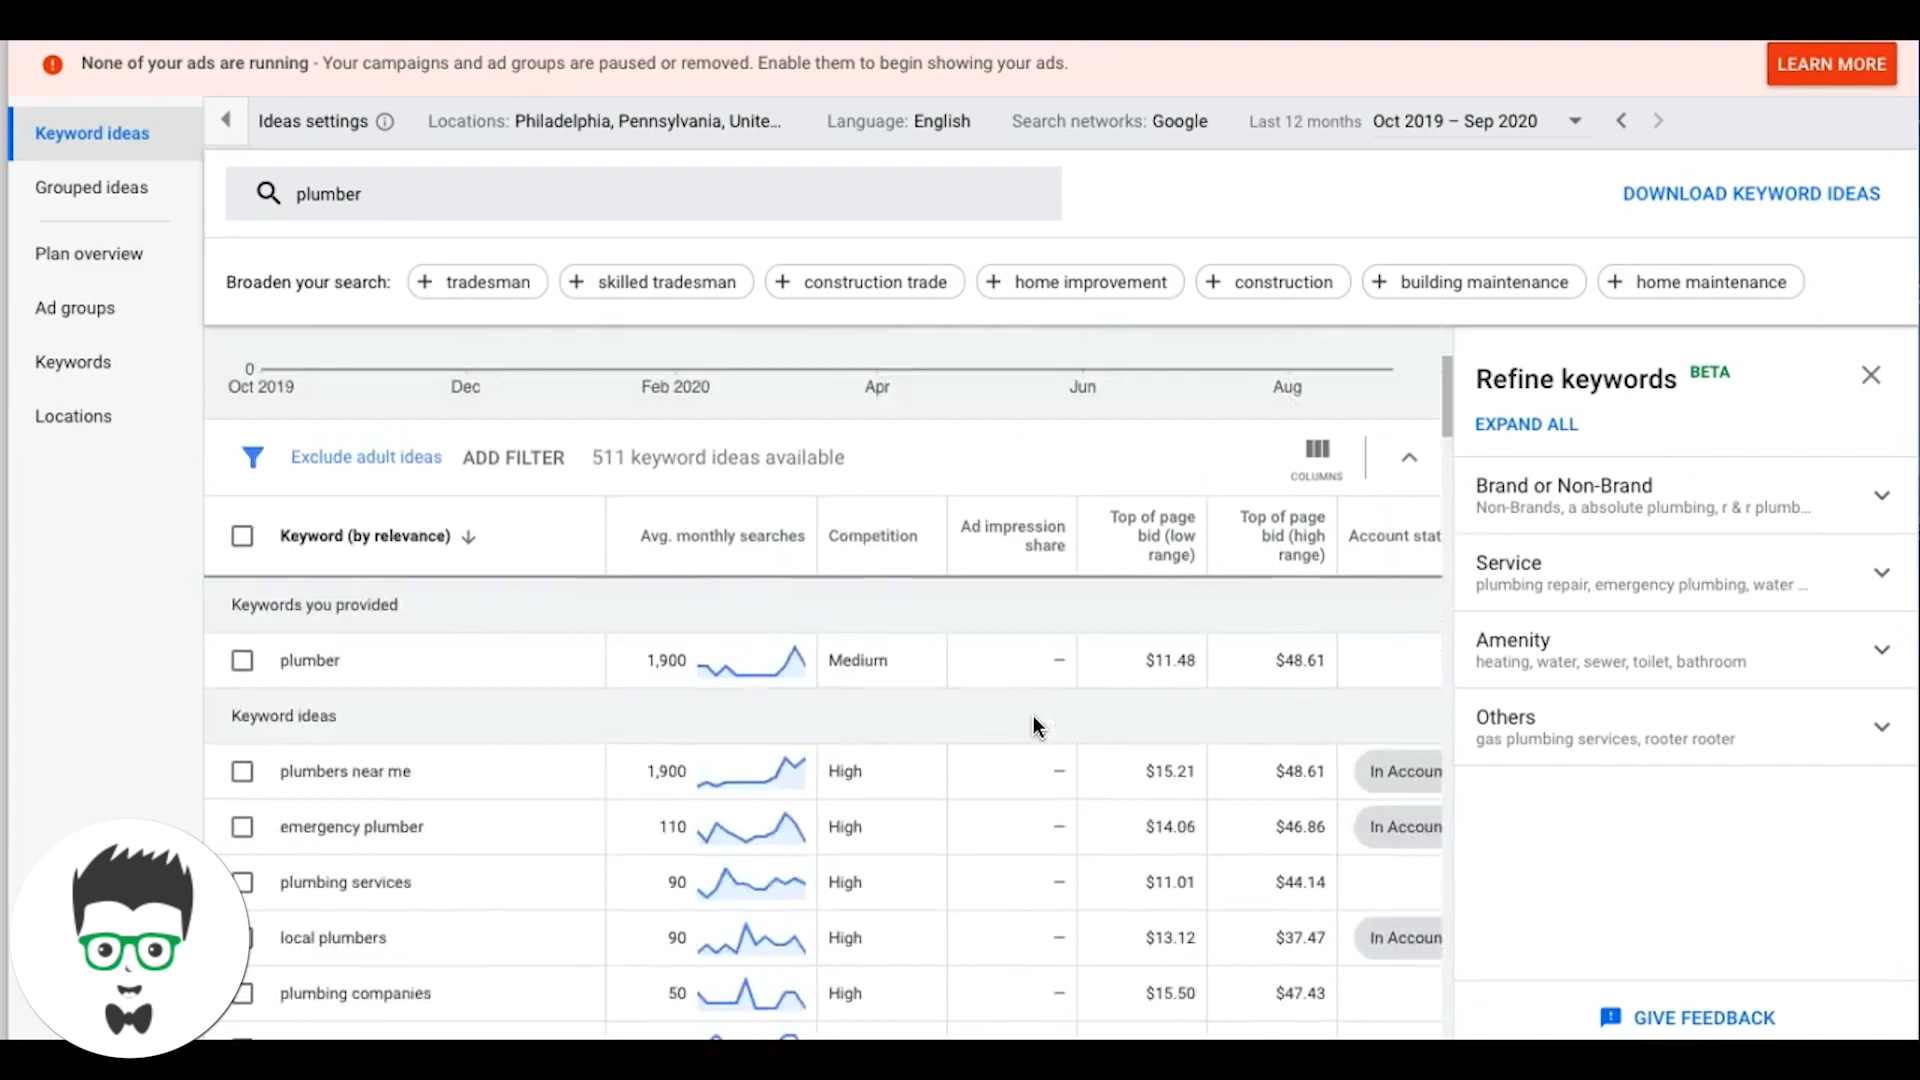 None of your ads are running - Your campaigns and ad groups are paused or removed. Enable them to begin showing your ads.
LEARN MORE
Keyword ideas
Grouped ideas
Plan overview
Ad groups
Keywords
Locations
Ideas settings Locations: Philadelphia, Pennsylvania, Unite... Language: English Search networks: Google Last 12 months Oct 2019 – Sep 2020
plumber
DOWNLOAD KEYWORD IDEAS
Broaden your search: + tradesman + skilled tradesman + construction trade + home improvement + construction + building maintenance + home maintenance
0
Oct 2019 Dec Feb 2020 Apr Jun Aug
Exclude adult ideas ADD FILTER 511 keyword ideas available
COLUMNS
Keyword (by relevance) Avg. monthly searches Competition Ad impression share Top of page bid (low range) Top of page bid (high range) Account stat
Keywords you provided
plumber 1,900 Medium – $11.48 $48.61
Keyword ideas
plumbers near me 1,900 High – $15.21 $48.61 In Accoun
emergency plumber 110 High – $14.06 $46.86 In Accoun
plumbing services 90 High – $11.01 $44.14
local plumbers 90 High – $13.12 $37.47 In Accoun
plumbing companies 50 High – $15.50 $47.43
Refine keywords BETA
EXPAND ALL
Brand or Non-Brand
Non-Brands, a absolute plumbing, r & r plumb...
Service
plumbing repair, emergency plumbing, water ...
Amenity
heating, water, sewer, toilet, bathroom
Others
gas plumbing services, rooter rooter
GIVE FEEDBACK